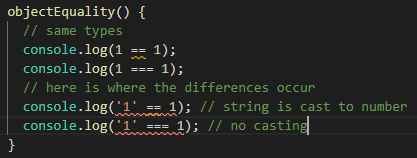 objectEquality() {
// same types
console.log(1 == 1);
console.log(1 === 1);
// here is where the differences occur
console.log('1' == 1); // string is cast to number
console.log('1' === 1); // no casting
}